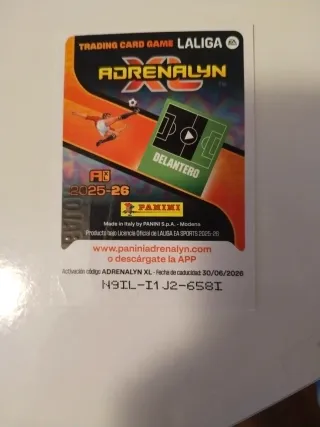 TRADING CARD GAME LALIGA
ADRENALYN
XL
DELANTERO
2025-26
PANINI
Made in Italy by PANINI S.p.A. - Modena
Producto bajo Licencia Oficial de LALIGA EA SPORTS 2025-26
www.paniniadrenalyn.com
o descárgate la APP
Activación código: ADRENALYN XL - Fecha de caducidad: 30/06/2026
N9IL-I1J2-658I